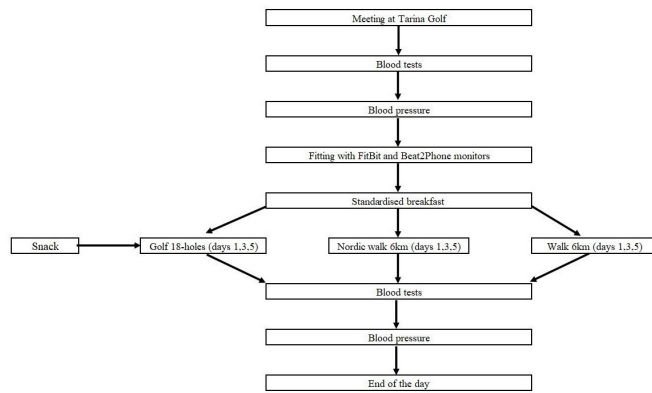 Meeting at Tarina Golf
Blood tests
Blood pressure
Fitting with FitBit and Beat2Phone monitors
Standardised breakfast
Snack
Golf 18-holes (days 1,3,5)
Nordic walk 6km (days 1,3,5)
Walk 6km (days 1,3,5)
Blood tests
Blood pressure
End of the day